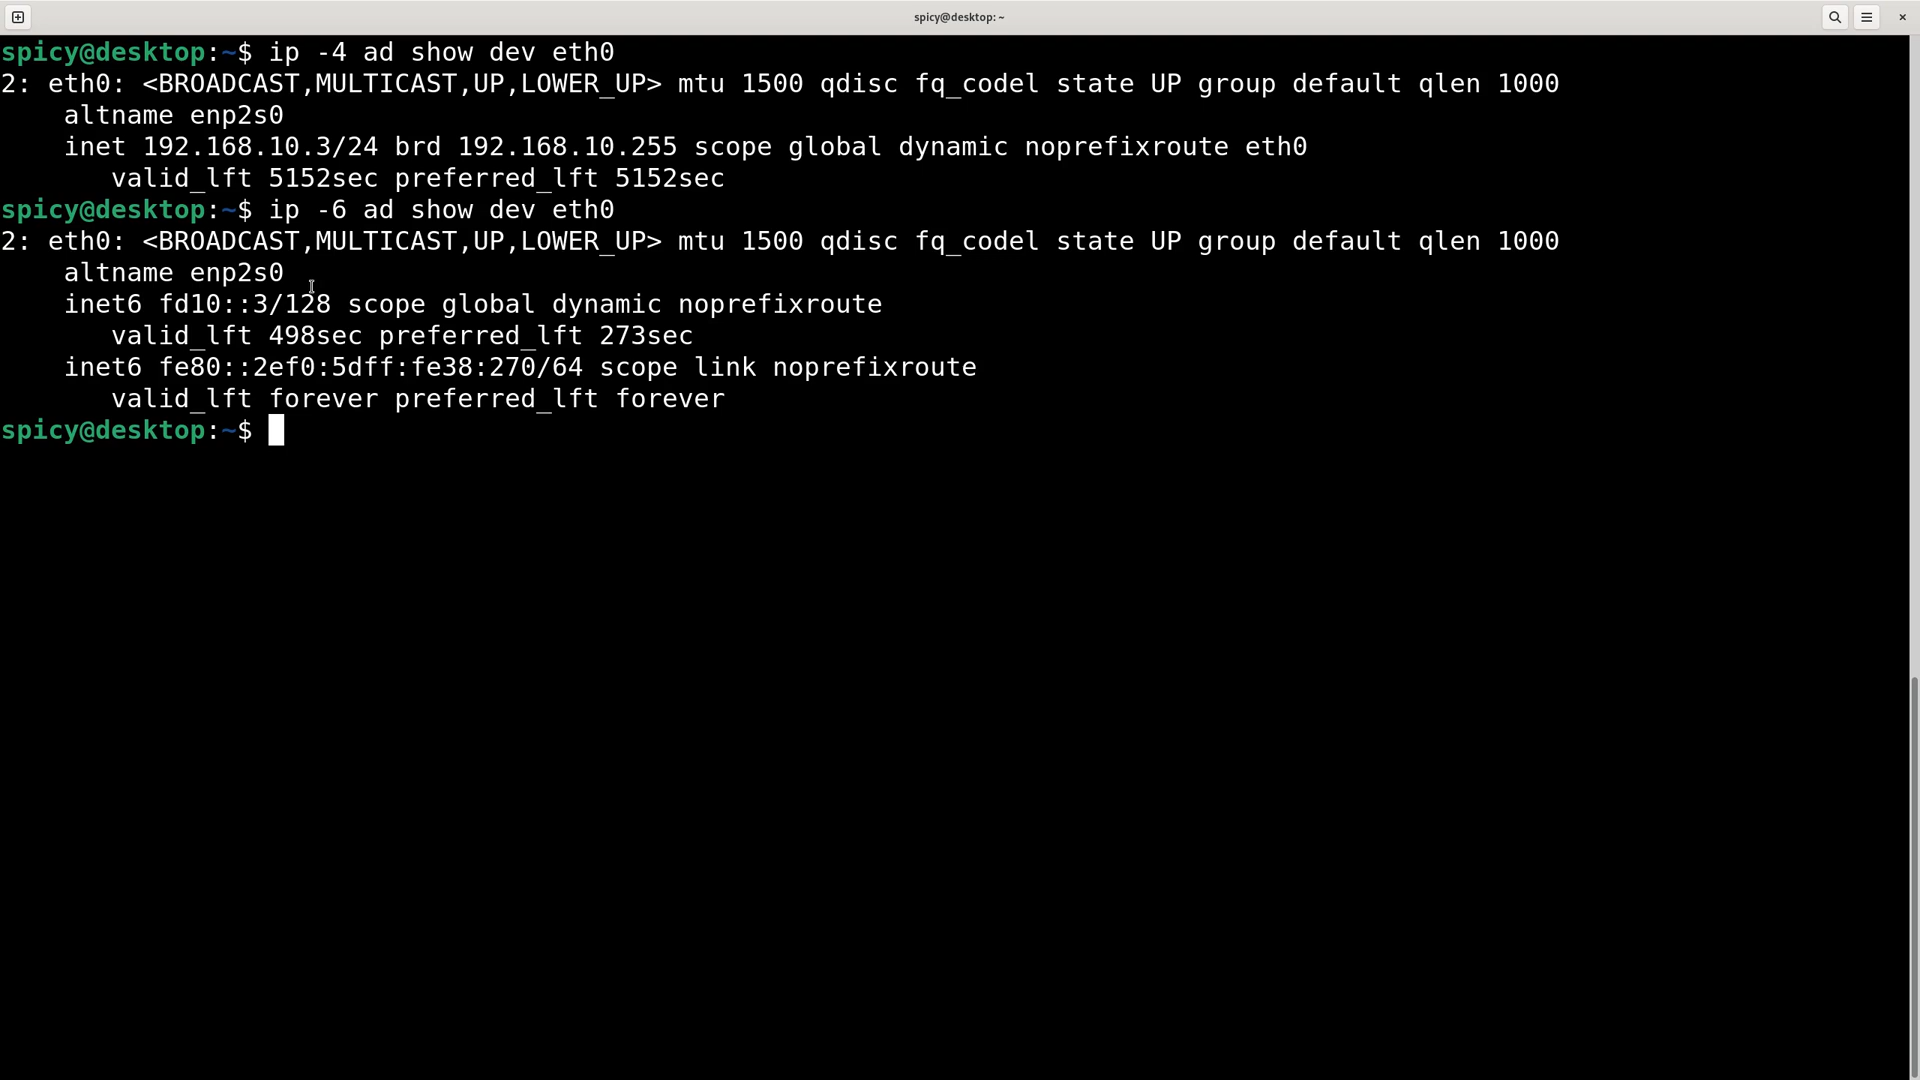 spicy@desktop: ~
spicy@desktop:~$ ip -4 ad show dev eth0
2: eth0: <BROADCAST,MULTICAST,UP,LOWER_UP> mtu 1500 qdisc fq_codel state UP group default qlen 1000
    altname enp2s0
    inet 192.168.10.3/24 brd 192.168.10.255 scope global dynamic noprefixroute eth0
       valid_lft 5152sec preferred_lft 5152sec
spicy@desktop:~$ ip -6 ad show dev eth0
2: eth0: <BROADCAST,MULTICAST,UP,LOWER_UP> mtu 1500 qdisc fq_codel state UP group default qlen 1000
    altname enp2s0
    inet6 fd10::3/128 scope global dynamic noprefixroute
       valid_lft 498sec preferred_lft 273sec
    inet6 fe80::2ef0:5dff:fe38:270/64 scope link noprefixroute
       valid_lft forever preferred_lft forever
spicy@desktop:~$